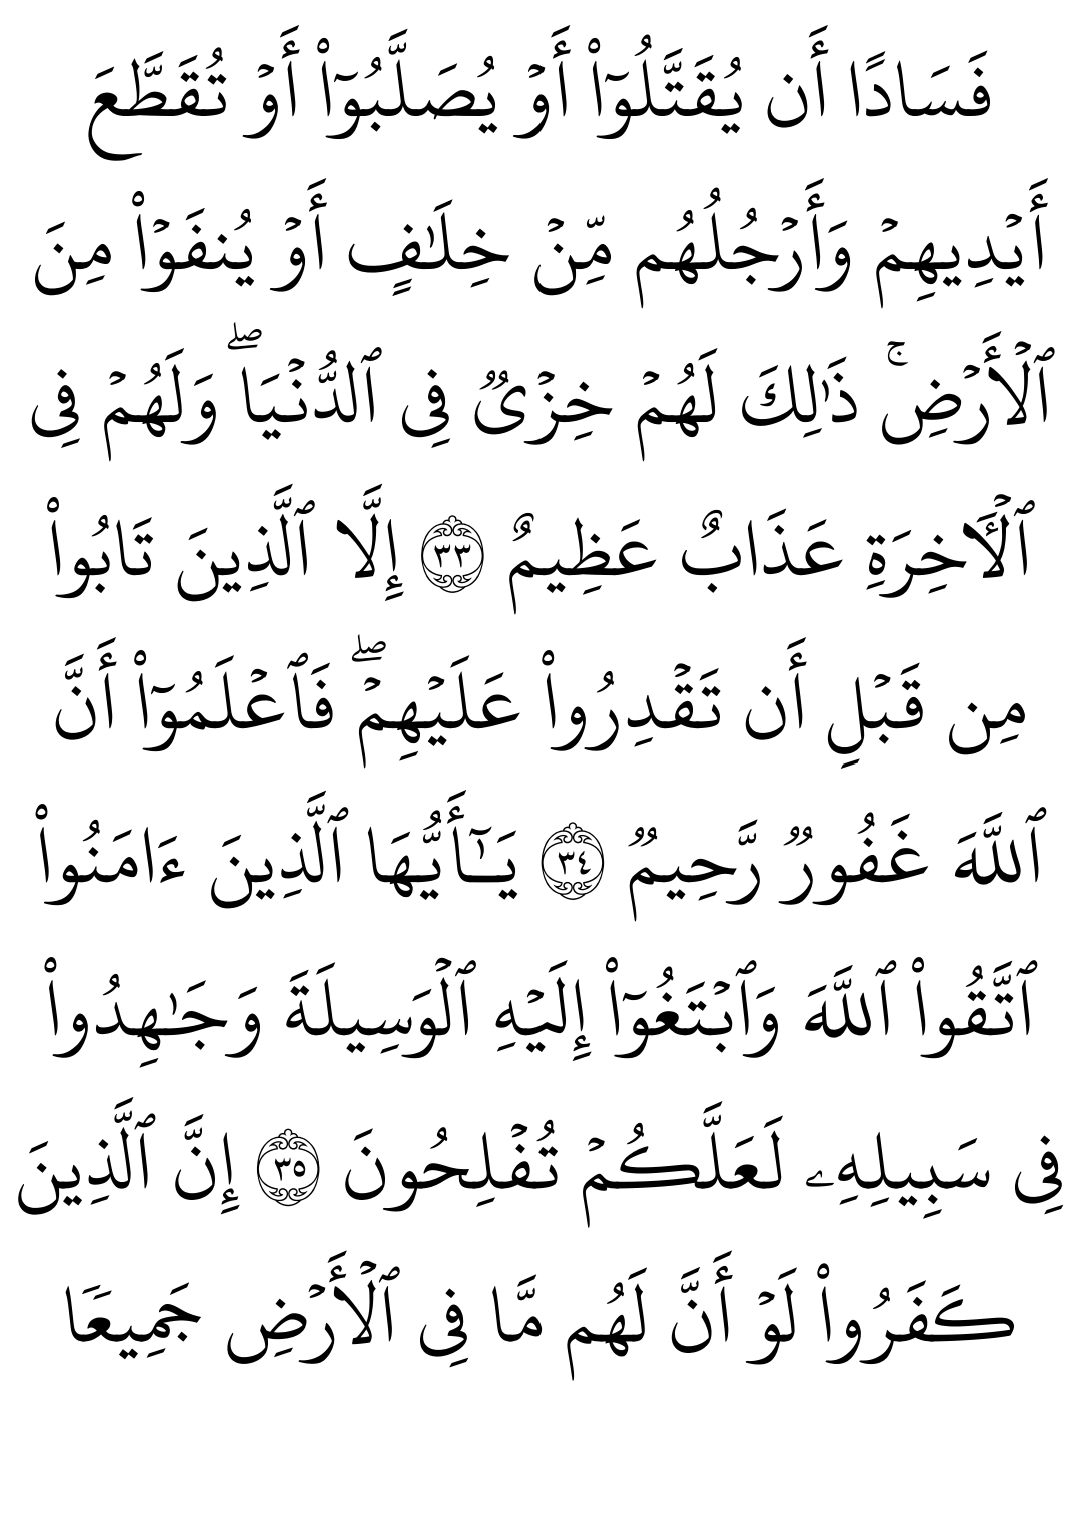 فَسَادًا أَن يُقَتَّلُوٓا۟ أَوْ يُصَلَّبُوٓا۟ أَوْ تُقَطَّعَ
أَيْدِيهِمْ وَأَرْجُلُهُم مِّنْ خِلَـٰفٍ أَوْ يُنفَوْا۟ مِنَ
ٱلْأَرْضِ ۚ ذَٰلِكَ لَهُمْ خِزْىٌۭ فِى ٱلدُّنْيَا ۖ وَلَهُمْ فِى
ٱلْـَٔاخِرَةِ عَذَابٌ عَظِيمٌ ٣٣ إِلَّا ٱلَّذِينَ تَابُوا۟
مِن قَبْلِ أَن تَقْدِرُوا۟ عَلَيْهِمْ ۖ فَٱعْلَمُوٓا۟ أَنَّ
ٱللَّهَ غَفُورٌۭ رَّحِيمٌۭ ٣٤ يَـٰٓأَيُّهَا ٱلَّذِينَ ءَامَنُوا۟
ٱتَّقُوا۟ ٱللَّهَ وَٱبْتَغُوٓا۟ إِلَيْهِ ٱلْوَسِيلَةَ وَجَـٰهِدُوا۟
فِى سَبِيلِهِۦ لَعَلَّكُمْ تُفْلِحُونَ ٣٥ إِنَّ ٱلَّذِينَ
كَفَرُوا۟ لَوْ أَنَّ لَهُم مَّا فِى ٱلْأَرْضِ جَمِيعًۭا